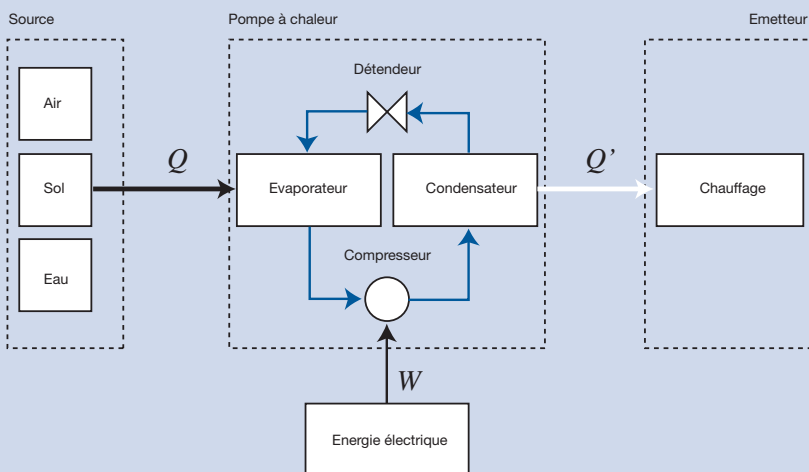 Source
Pompe à chaleur
Emetteur
Détendeur
Air
Q
Q’
Sol
Evaporateur
Condensateur
Chauffage
Compresseur
Eau
W
Energie électrique